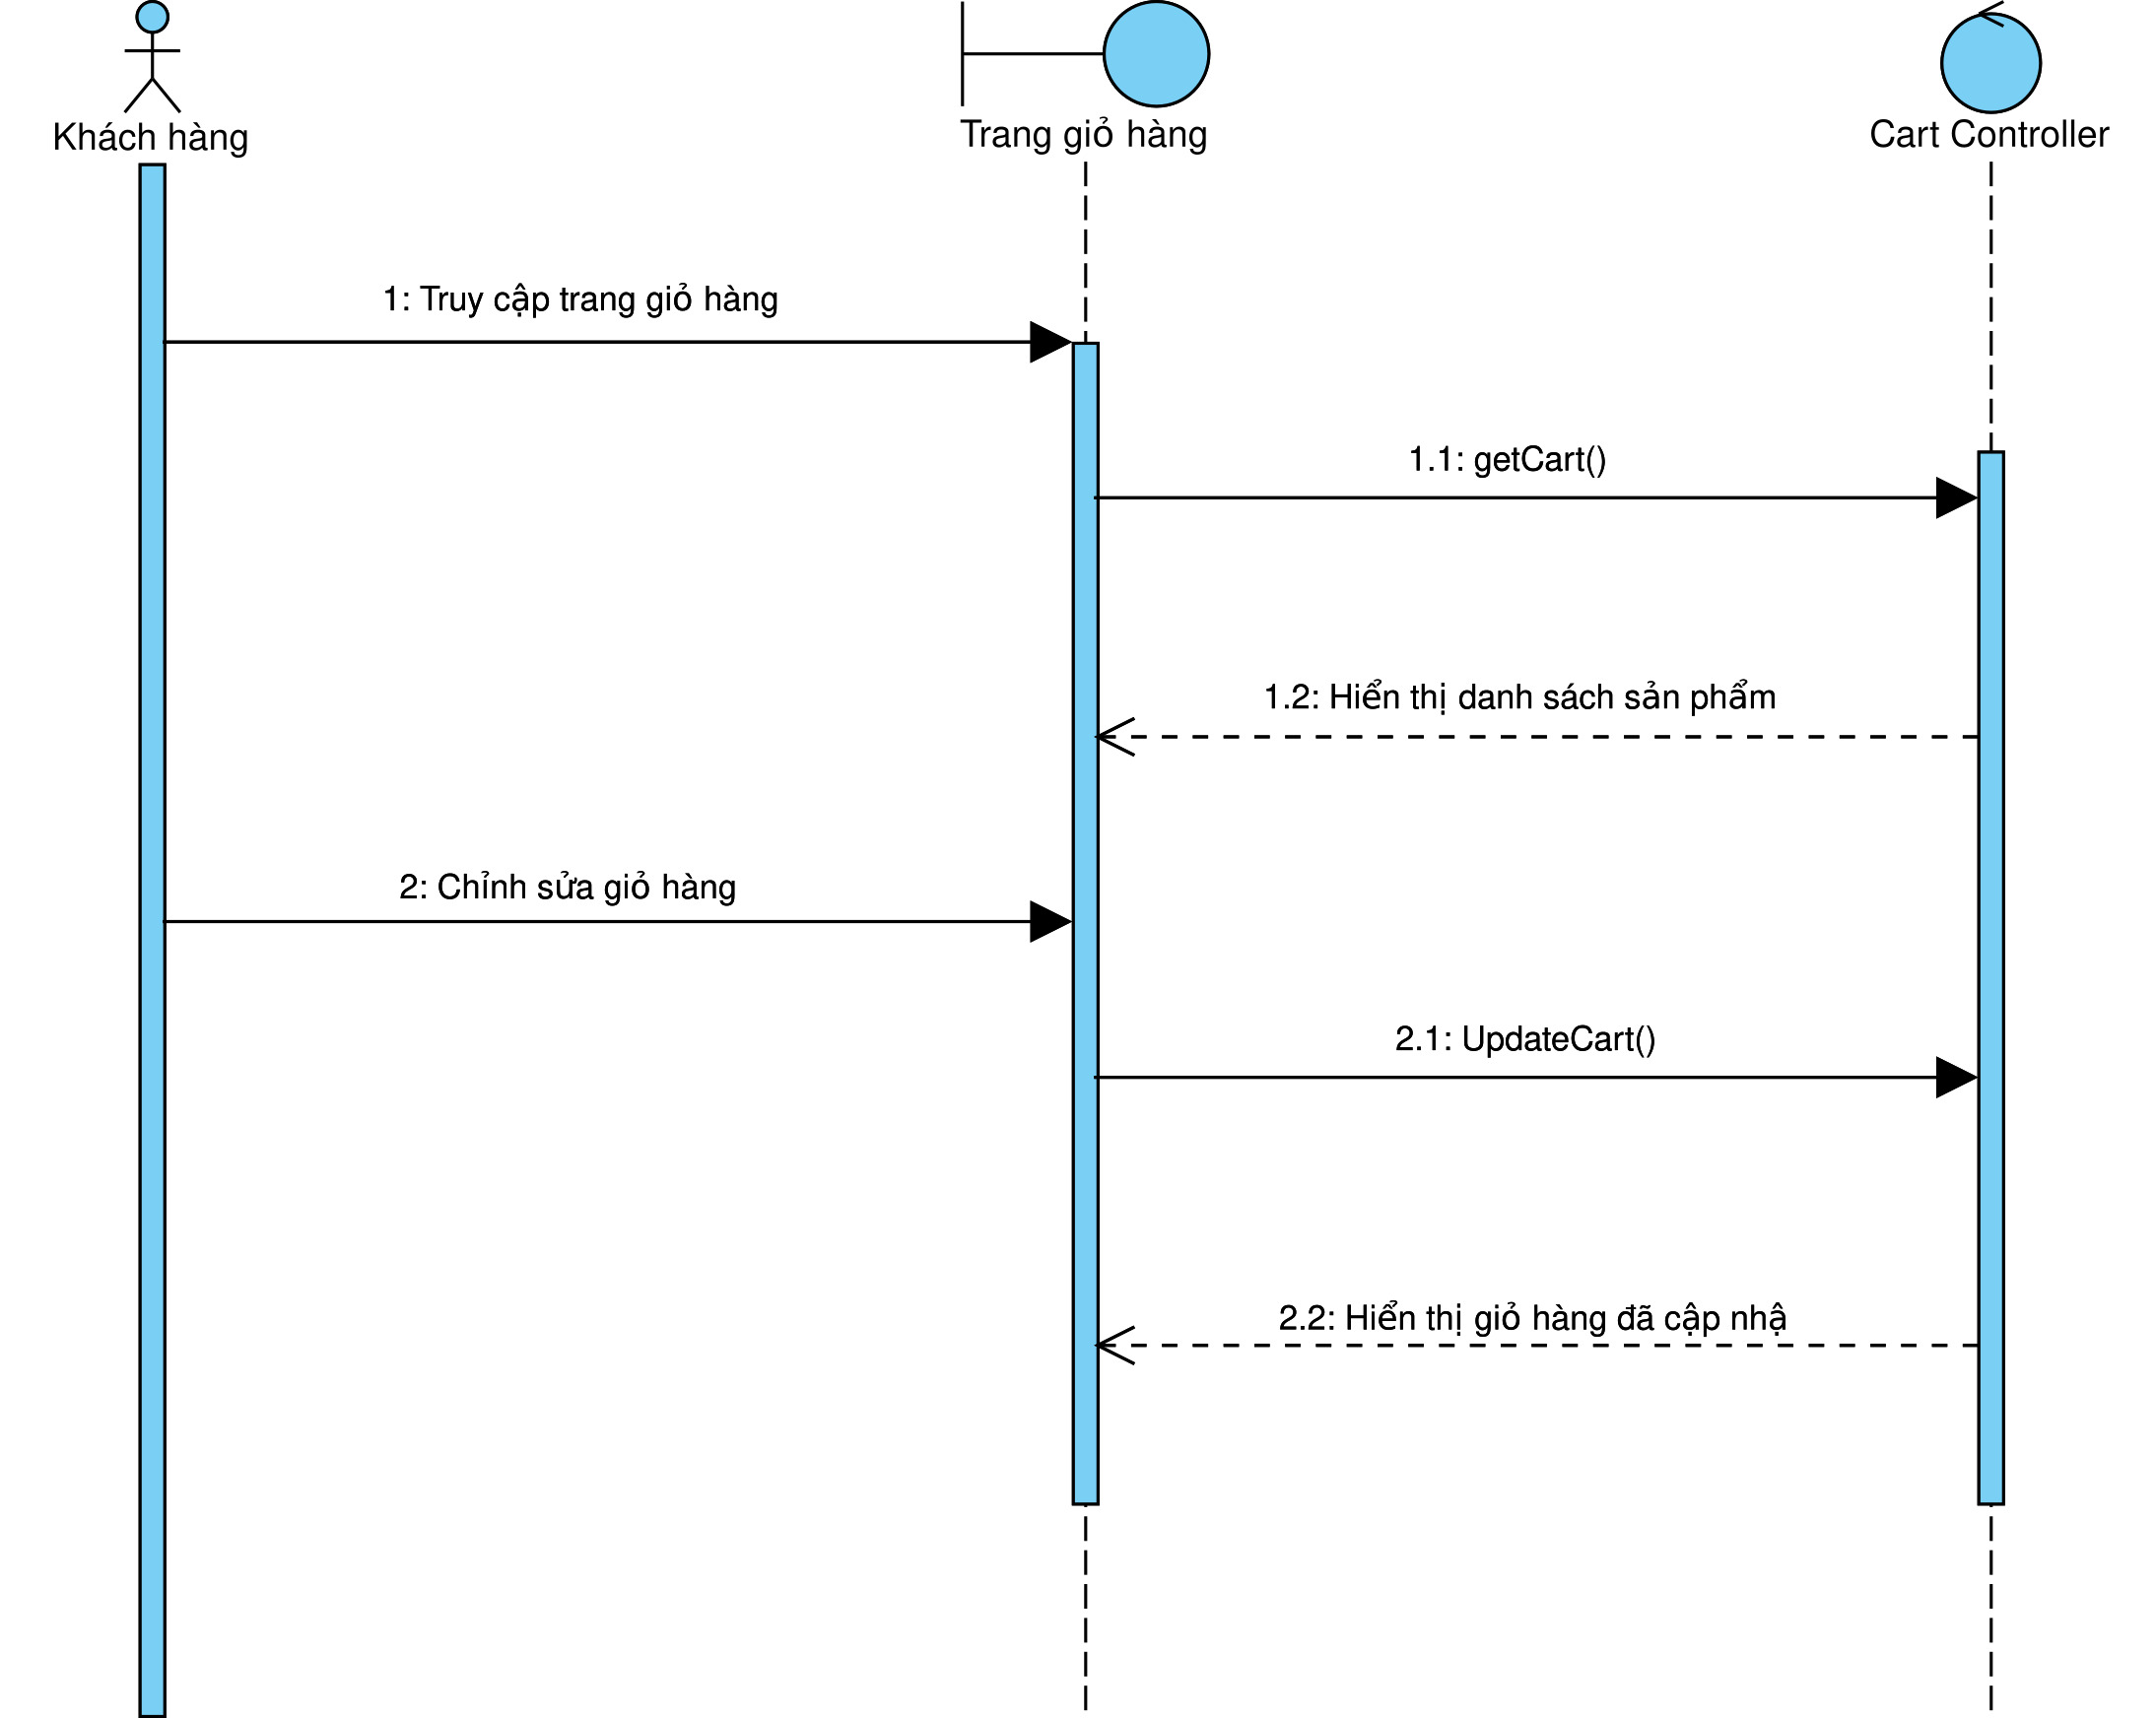 Khách hàng
Trang giỏ hàng
Cart Controller
1: Truy cập trang giỏ hàng
1.1: getCart()
1.2: Hiển thị danh sách sản phẩm
2: Chỉnh sửa giỏ hàng
2.1: UpdateCart()
2.2: Hiển thị giỏ hàng đã cập nhậ